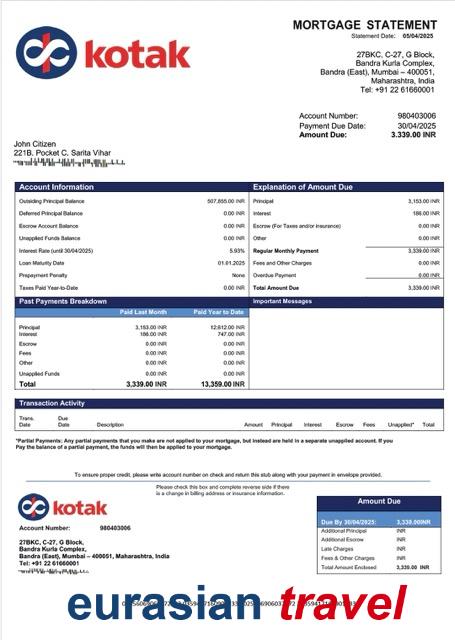 MORTGAGE STATEMENT
Statement Date: 05/04/2025
kotak
27BKC, C-27, G Block,
Bandra Kurla Complex,
Bandra (East), Mumbai – 400051,
Maharashtra, India
Tel: +91 22 61660001
Account Number: 980403006
Payment Due Date: 30/04/2025
Amount Due: 3.339.00 INR
John Citizen
221B. Pocket C. Sarita Vihar
Account Information
Outsiding Principal Balance 507,855.00 INR
Deferred Principal Balance 0.00 INR
Escrow Account Balance 0.00 INR
Unapplied Funds Balance 0.00 INR
Interest Rate (until 30/04/2025) 5.93%
Loan Maturity Date 01.01.2025
Prepayment Penalty None
Taxes Paid Year-to-Date 0.00 INR
Explanation of Amount Due
Principal 3,153.00 INR
Interest 186.00 INR
Escrow (For Taxes and/or insurance) 0.00 INR
Other 0.00 INR
Regular Monthly Payment 3,339.00 INR
Fees and Other Charges 0.00 INR
Overdue Payment 0.00 INR
Total Amount Due 3,339.00 INR
Past Payments Breakdown
Paid Last Month Paid Year to Date
Principal 3,153.00 INR 12,612.00 INR
Interest 186.00 INR 747.00 INR
Escrow 0.00 INR 0.00 INR
Fees 0.00 INR 0.00 INR
Other 0.00 INR 0.00 INR
Unapplied Funds 0.00 INR 0.00 INR
Total 3,339.00 INR 13,359.00 INR
Important Messages
Transaction Activity
Trans. Date Due Date Description Amount Principal Interest Escrow Fees Unapplied* Total
*Partial Payments: Any partial payments that you make are not applied to your mortgage, but instead are held in a separate unapplied account. If you
Pay the balance of a partial payment, the funds will then be applied to your mortgage.
To ensure proper credit, please write account number on check and return this stub along with your payment in envelope provided.
Please check this box and complete reverse side if there
is a change in billing address or insurance information.
kotak
Account Number: 980403006
27BKC, C-27, G Block,
Bandra Kurla Complex,
Bandra (East), Mumbai – 400051, Maharashtra, India
Tel: +91 22 61660001
Amount Due
Due By 30/04/2025: 3,339.00INR
Additional Principal INR
Additional Escrow INR
Late Charges INR
Fees & Other Charges INR
Total Amount Enclosed 3,339.00 INR
eurasian travel